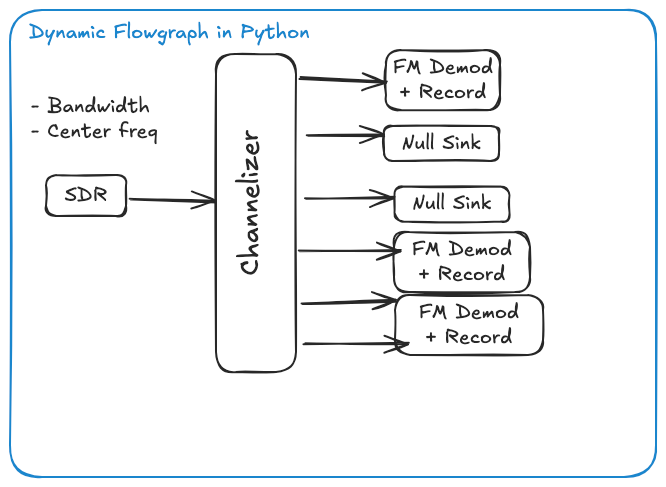 Dynamic Flowgraph in Python
- Bandwidth
- Center freq
SDR
Channelizer
FM Demod
+ Record
Null Sink
Null Sink
FM Demod
+ Record
FM Demod
+ Record